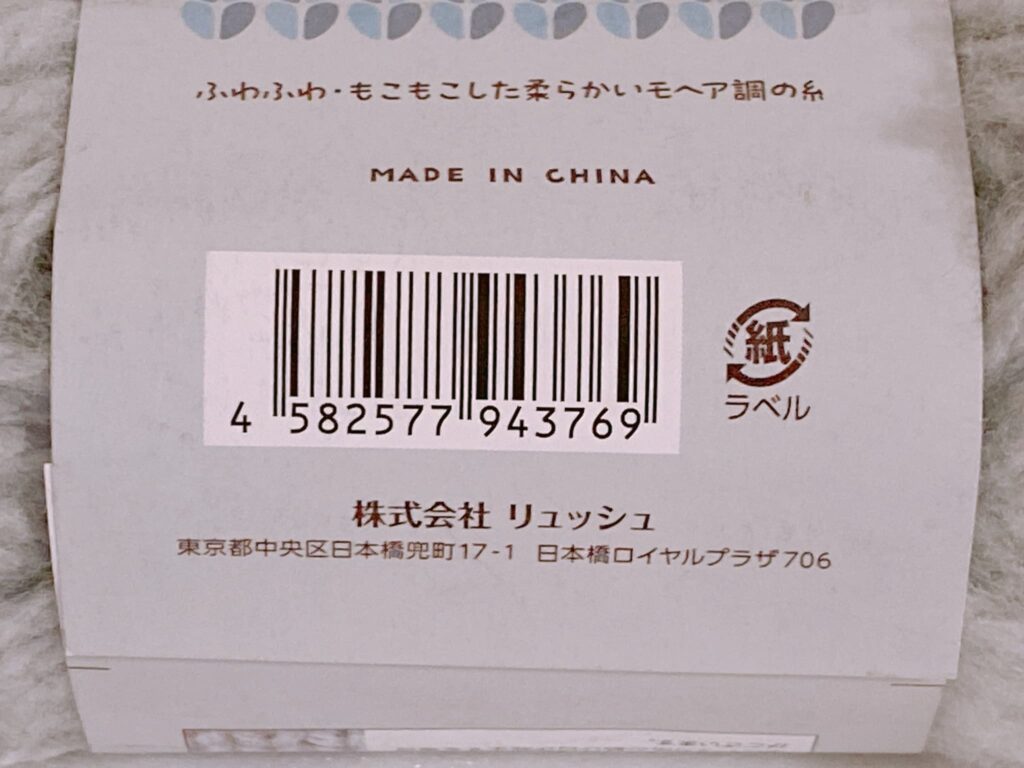 ふわふわ・もこもこした柔らかいモヘア調の糸
MADE IN CHINA
4 582577 943769
紙
ラベル
株式会社 リュッシュ
東京都中央区日本橋兜町17-1 日本橋ロイヤルプラザ706